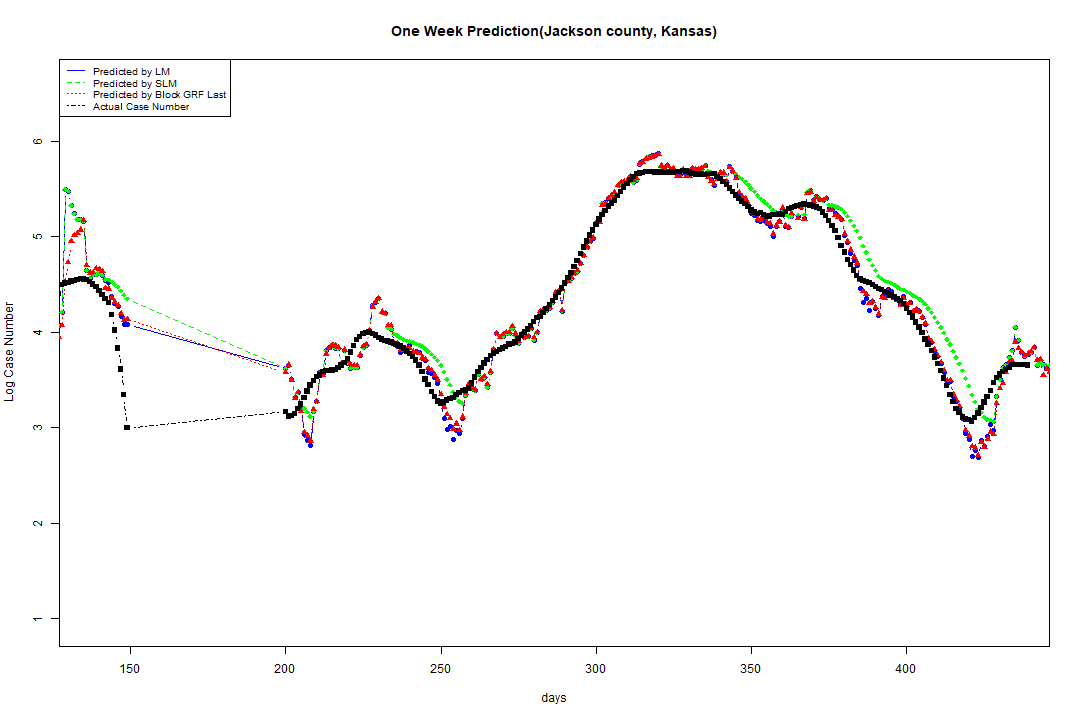 One Week Prediction(Jackson county, Kansas)
Predicted by LM
Predicted by SLM
Predicted by Block GRF Last
Actual Case Number
Log Case Number
6
5
4
3
2
1
150
200
250
300
350
400
days